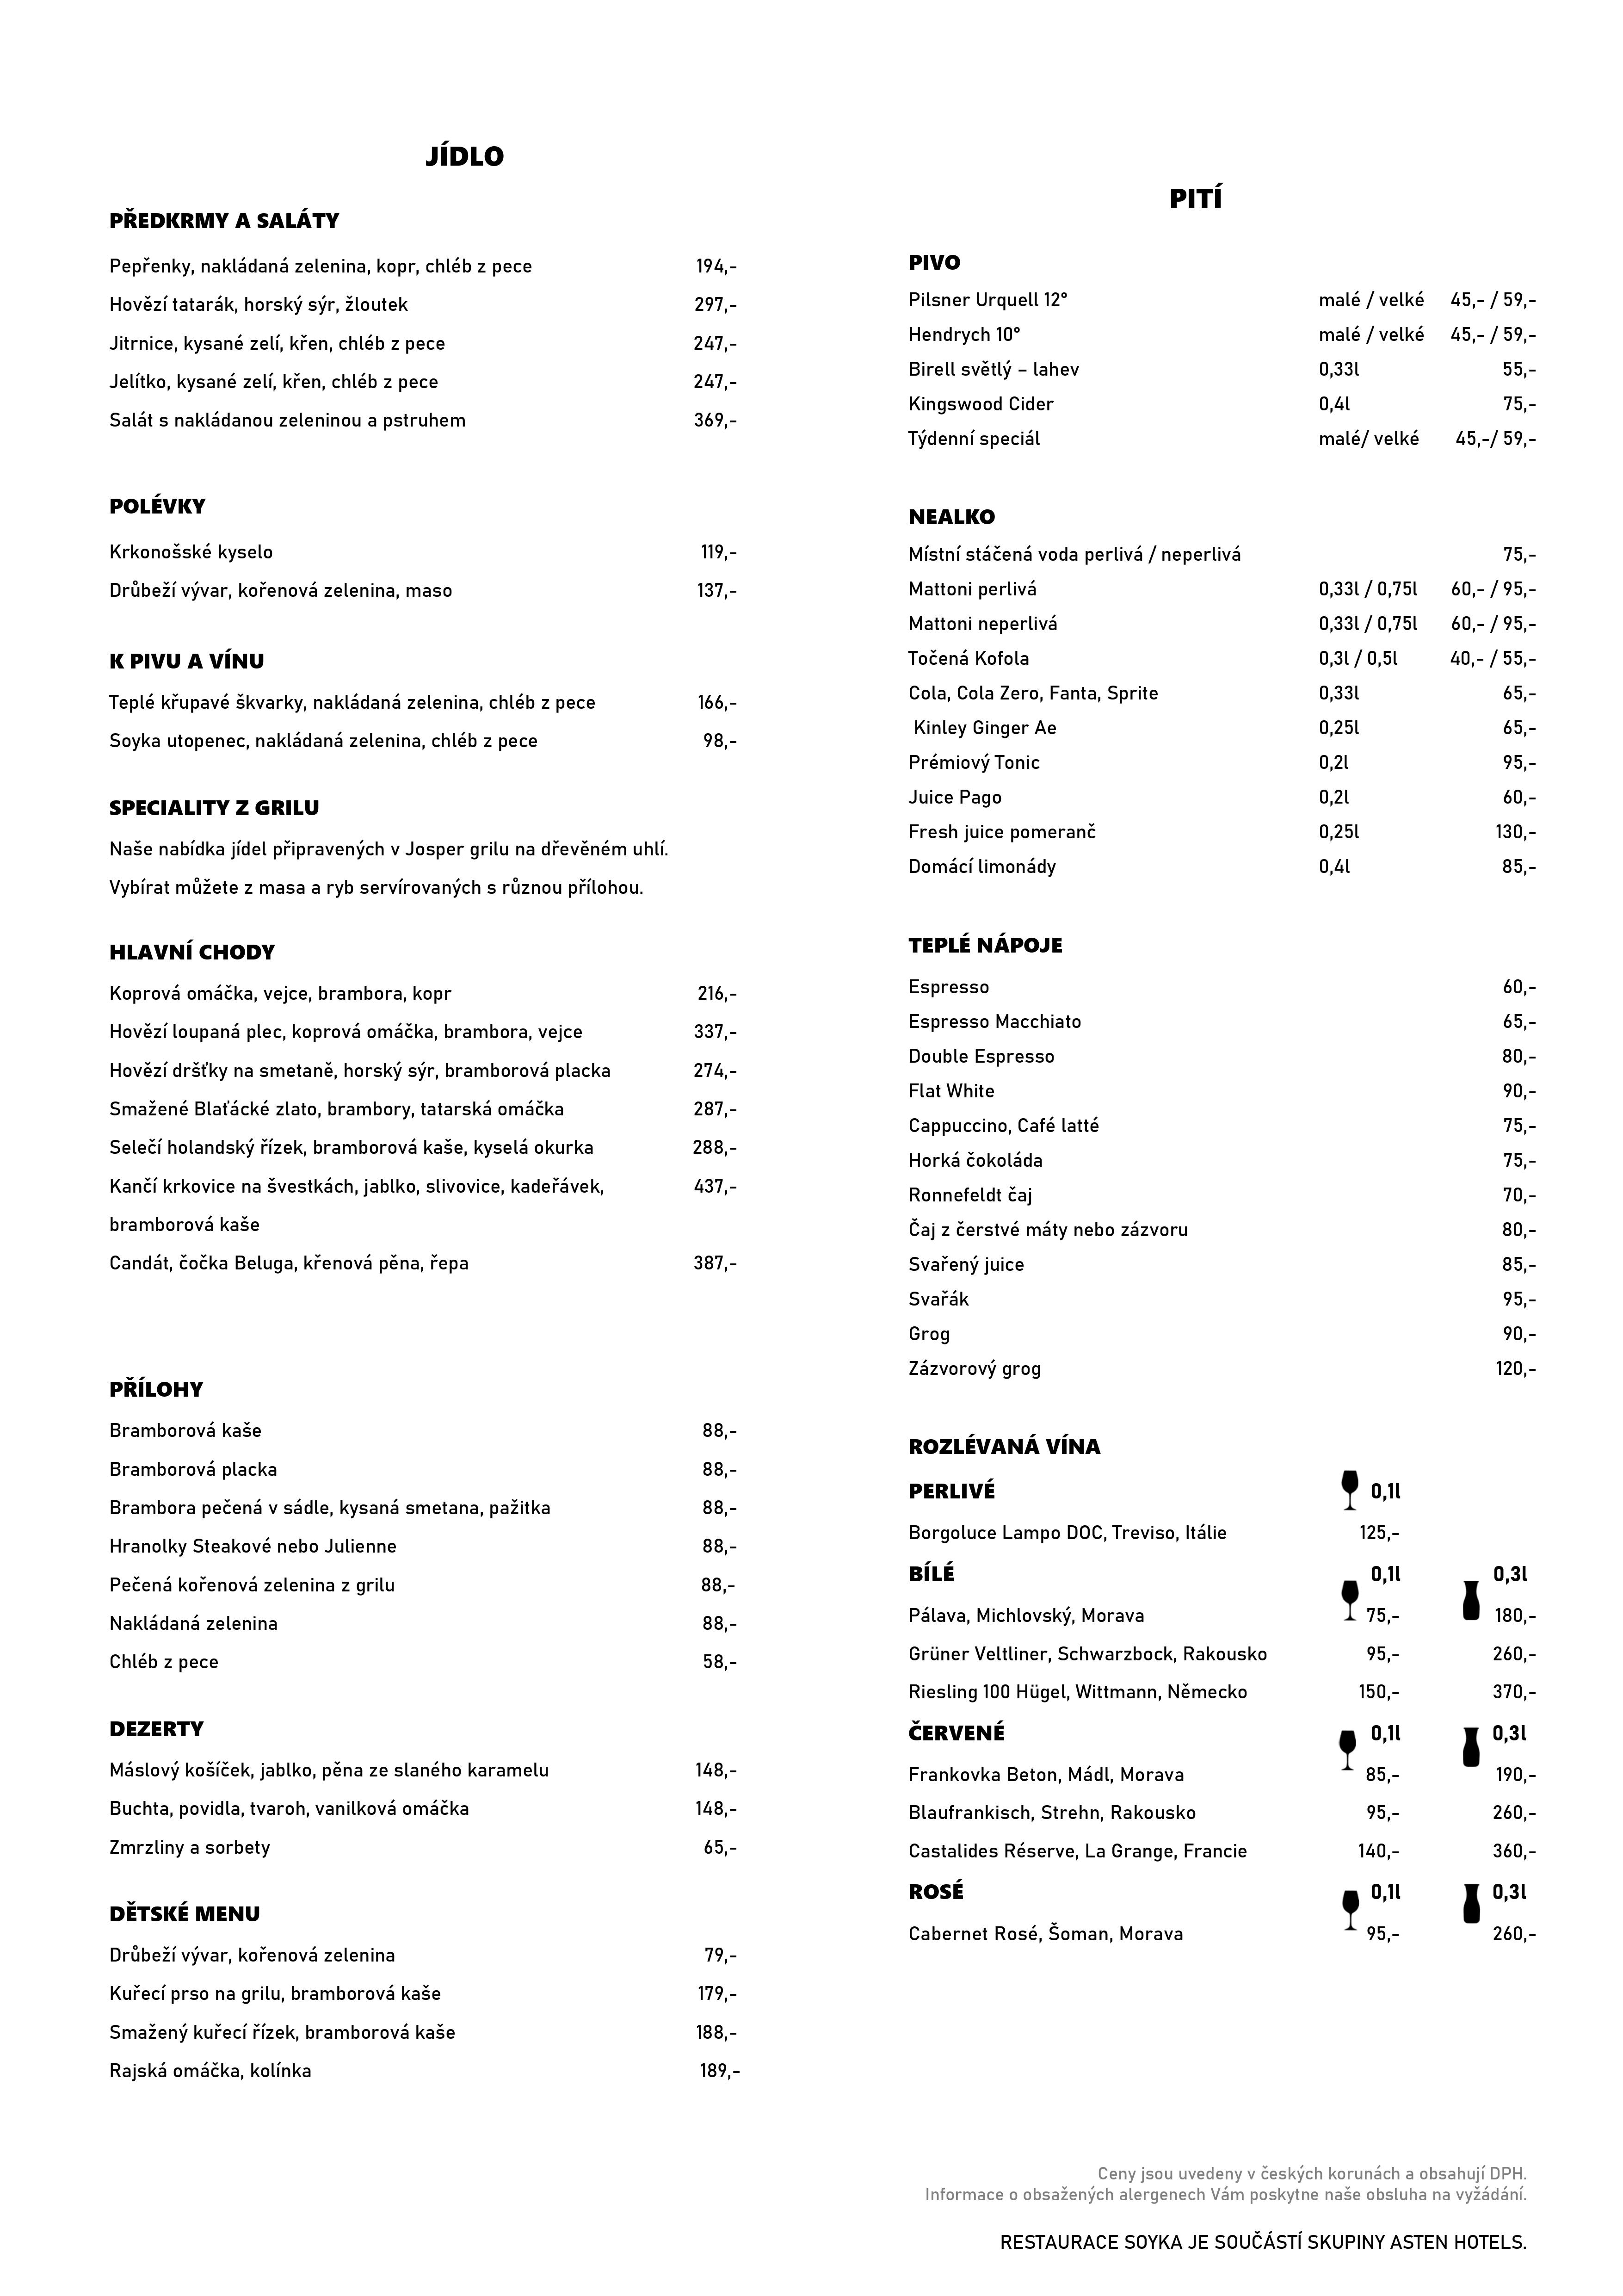 JÍDLO
PŘEDKRMY A SALÁTY
Pepřenky, nakládaná zelenina, kopr, chléb z pece 194,-
Hovězí tatarák, horský sýr, žloutek 297,-
Jitrnice, kysané zelí, křen, chléb z pece 247,-
Jelítko, kysané zelí, křen, chléb z pece 247,-
Salát s nakládanou zeleninou a pstruhem 369,-
POLÉVKY
Krkonošské kyselo 119,-
Drůbeží vývar, kořenová zelenina, maso 137,-
K PIVU A VÍNU
Teplé křupavé škvarky, nakládaná zelenina, chléb z pece 166,-
Soyka utopenec, nakládaná zelenina, chléb z pece 98,-
SPECIALITY Z GRILU
Naše nabídka jídel připravených v Josper grilu na dřevěném uhlí.
Vybírat můžete z masa a ryb servírovaných s různou přílohou.
HLAVNÍ CHODY
Koprová omáčka, vejce, brambora, kopr 216,-
Hovězí loupaná plec, koprová omáčka, brambora, vejce 337,-
Hovězí dršťky na smetaně, horský sýr, bramborová placka 274,-
Smažené Blaťácké zlato, brambory, tatarská omáčka 287,-
Selečí holandský řízek, bramborová kaše, kyselá okurka 288,-
Kančí krkovice na švestkách, jablko, slivovice, kadeřávek, 437,-
bramborová kaše
Candát, čočka Beluga, křenová pěna, řepa 387,-
PŘÍLOHY
Bramborová kaše 88,-
Bramborová placka 88,-
Brambora pečená v sádle, kysaná smetana, pažitka 88,-
Hranolky Steakové nebo Julienne 88,-
Pečená kořenová zelenina z grilu 88,-
Nakládaná zelenina 88,-
Chléb z pece 58,-
DEZERTY
Máslový košíček, jablko, pěna ze slaného karamelu 148,-
Buchta, povidla, tvaroh, vanilková omáčka 148,-
Zmrzliny a sorbety 65,-
DĚTSKÉ MENU
Drůbeží vývar, kořenová zelenina 79,-
Kuřecí prso na grilu, bramborová kaše 179,-
Smažený kuřecí řízek, bramborová kaše 188,-
Rajská omáčka, kolínka 189,-
PITÍ
PIVO
Pilsner Urquell 12° malé / velké 45,- / 59,-
Hendrych 10° malé / velké 45,- / 59,-
Birell světlý – lahev 0,33l 55,-
Kingswood Cider 0,4l 75,-
Týdenní speciál malé/ velké 45,-/ 59,-
NEALKO
Místní stáčená voda perlivá / neperlivá 75,-
Mattoni perlivá 0,33l / 0,75l 60,- / 95,-
Mattoni neperlivá 0,33l / 0,75l 60,- / 95,-
Točená Kofola 0,3l / 0,5l 40,- / 55,-
Cola, Cola Zero, Fanta, Sprite 0,33l 65,-
Kinley Ginger Ae 0,25l 65,-
Prémiový Tonic 0,2l 95,-
Juice Pago 0,2l 60,-
Fresh juice pomeranč 0,25l 130,-
Domácí limonády 0,4l 85,-
TEPLÉ NÁPOJE
Espresso 60,-
Espresso Macchiato 65,-
Double Espresso 80,-
Flat White 90,-
Cappuccino, Café latté 75,-
Horká čokoláda 75,-
Ronnefeldt čaj 70,-
Čaj z čerstvé máty nebo zázvoru 80,-
Svařený juice 85,-
Svařák 95,-
Grog 90,-
Zázvorový grog 120,-
ROZLÉVANÁ VÍNA
PERLIVÉ 0,1l
Borgoluce Lampo DOC, Treviso, Itálie 125,-
BÍLÉ 0,1l 0,3l
Pálava, Michlovský, Morava 75,- 180,-
Grüner Veltliner, Schwarzbock, Rakousko 95,- 260,-
Riesling 100 Hügel, Wittmann, Německo 150,- 370,-
ČERVENÉ 0,1l 0,3l
Frankovka Beton, Mádl, Morava 85,- 190,-
Blaufrankisch, Strehn, Rakousko 95,- 260,-
Castalides Réserve, La Grange, Francie 140,- 360,-
ROSÉ 0,1l 0,3l
Cabernet Rosé, Šoman, Morava 95,- 260,-
Ceny jsou uvedeny v českých korunách a obsahují DPH.
Informace o obsažených alergenech Vám poskytne naše obsluha na vyžádání.
RESTAURACE SOYKA JE SOUČÁSTÍ SKUPINY ASTEN HOTELS.